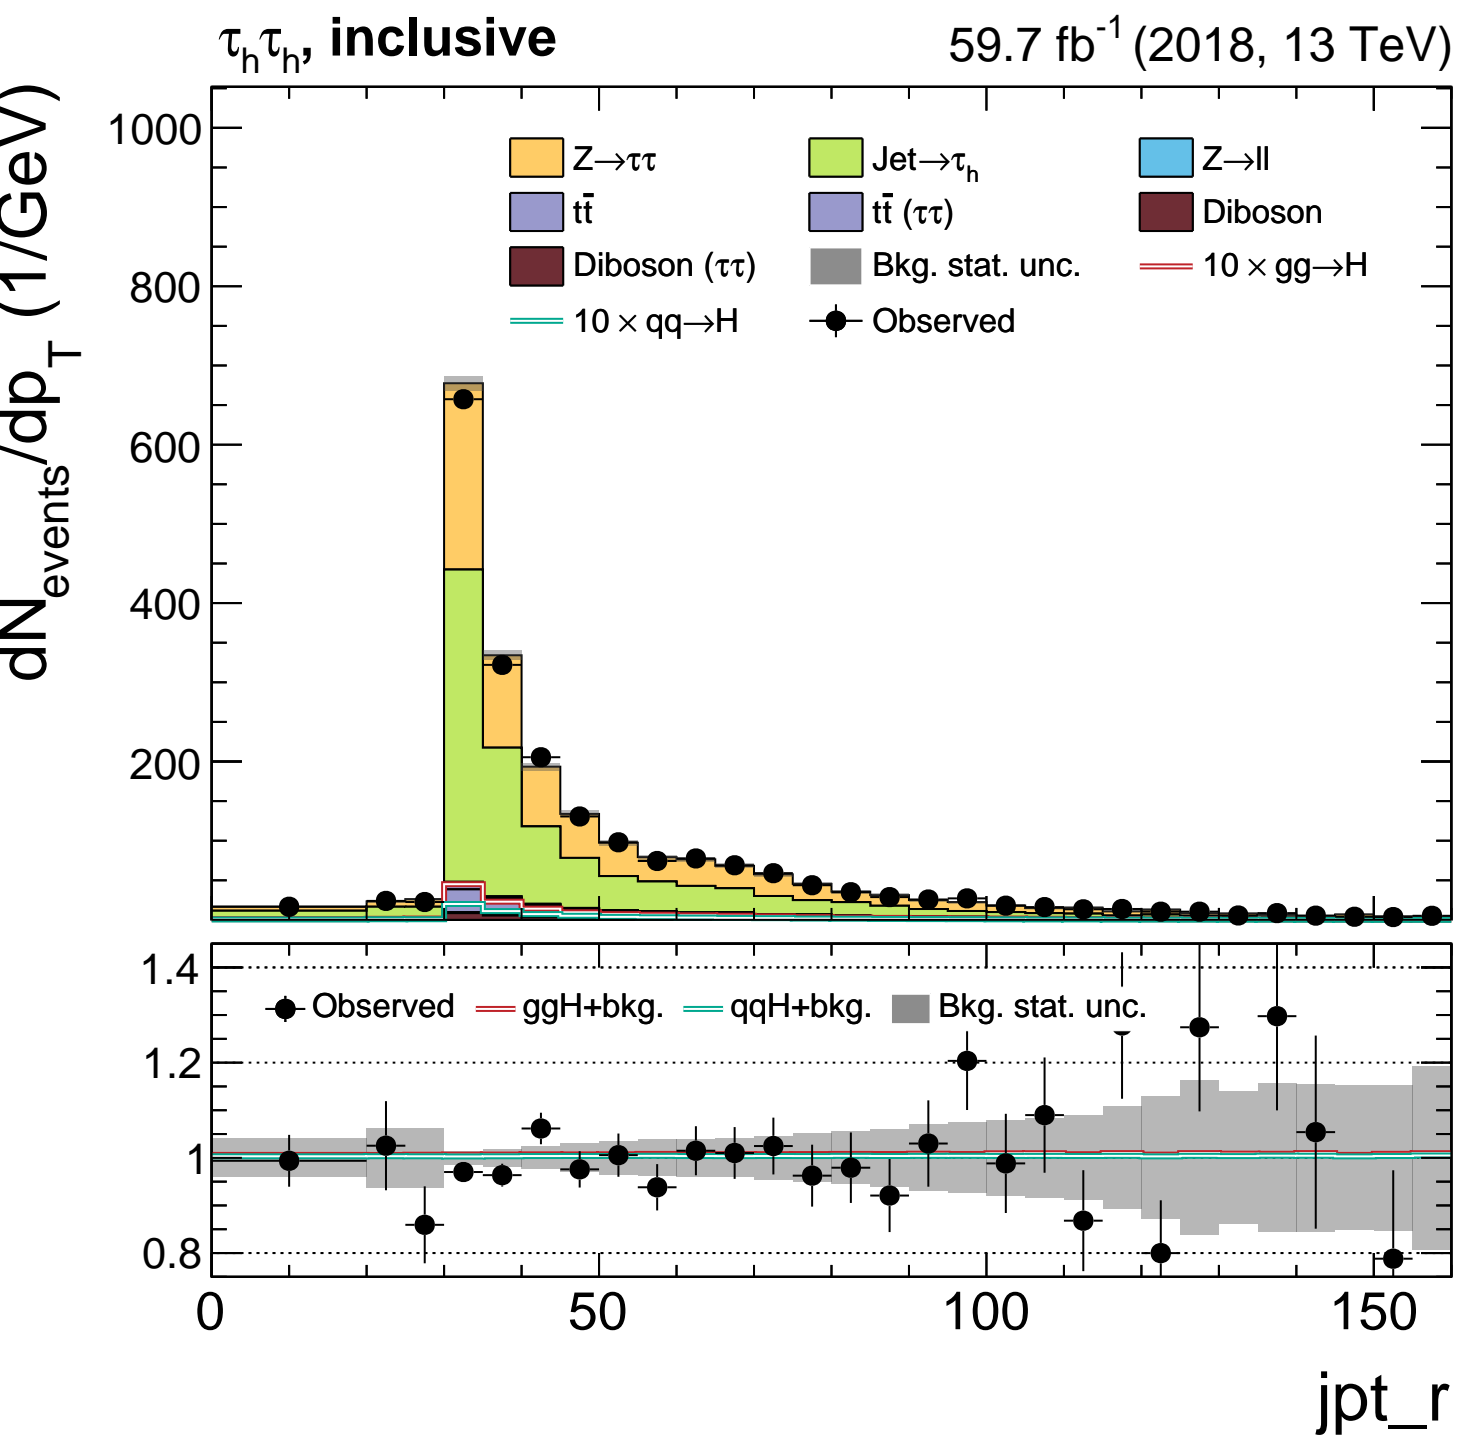 τhτh, inclusive 59.7 fb-1 (2018, 13 TeV)
dNevents/dpT (1/GeV)
1000
800
600
400
200
Z→ττ Jet→τh Z→ll
tt̄ tt̄ (ττ) Diboson
Diboson (ττ) Bkg. stat. unc. 10 × gg→H
10 × qq→H Observed
1.4
Observed ggH+bkg. qqH+bkg. Bkg. stat. unc.
1.2
1
0.8
0 50 100 150
jpt_r